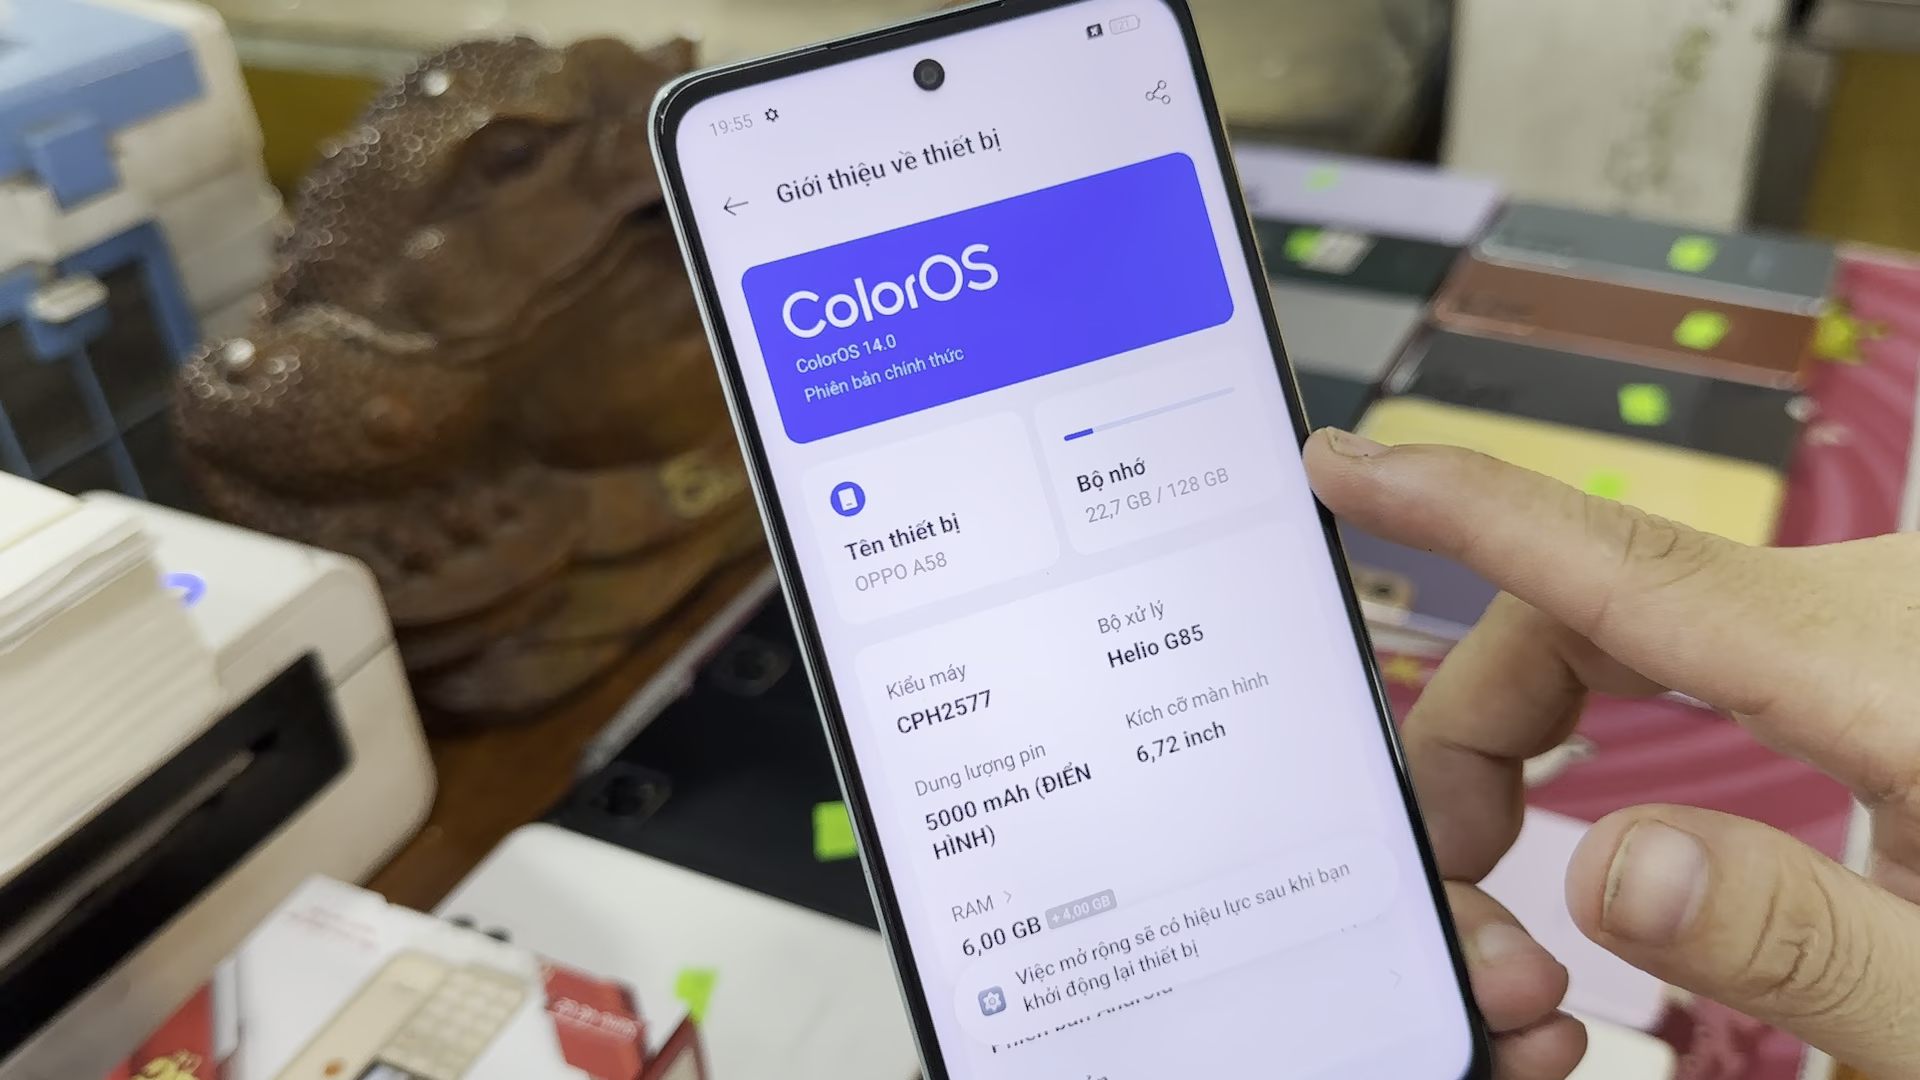 19:55
21
Giới thiệu về thiết bị
ColorOS
ColorOS 14.0
Phiên bản chính thức
Tên thiết bị
OPPO A58
Bộ nhớ
22,7 GB / 128 GB
Kiểu máy
CPH2577
Bộ xử lý
Helio G85
Dung lượng pin
5000 mAh (ĐIỂN
HÌNH)
Kích cỡ màn hình
6,72 inch
RAM
6,00 GB + 4,00 GB
Việc mở rộng sẽ có hiệu lực sau khi bạn
khởi động lại thiết bị